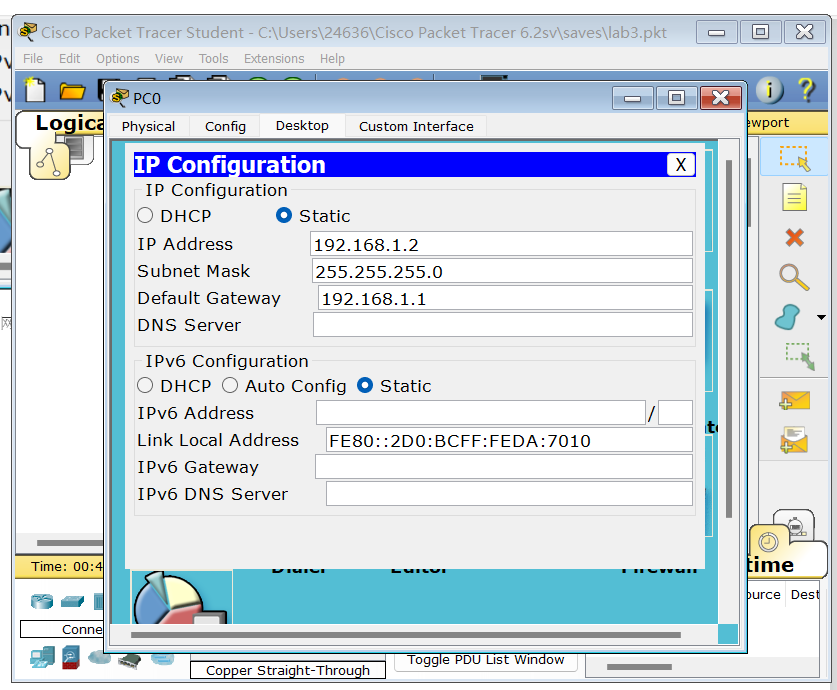 Cisco Packet Tracer Student - C:\Users\24636\Cisco Packet Tracer 6.2sv\saves\lab3.pkt
File Edit Options View Tools Extensions Help
PC0
Physical Config Desktop Custom Interface
Logica
ewport
IP Configuration X
IP Configuration
DHCP Static
IP Address 192.168.1.2
Subnet Mask 255.255.255.0
Default Gateway 192.168.1.1
DNS Server
IPv6 Configuration
DHCP Auto Config Static
IPv6 Address /
Link Local Address FE80::2D0:BCFF:FEDA:7010
IPv6 Gateway
IPv6 DNS Server
Dialer Editor Firewall
Time: 00:4
time
ource Dest
Conne
Copper Straight-Through
Toggle PDU List Window